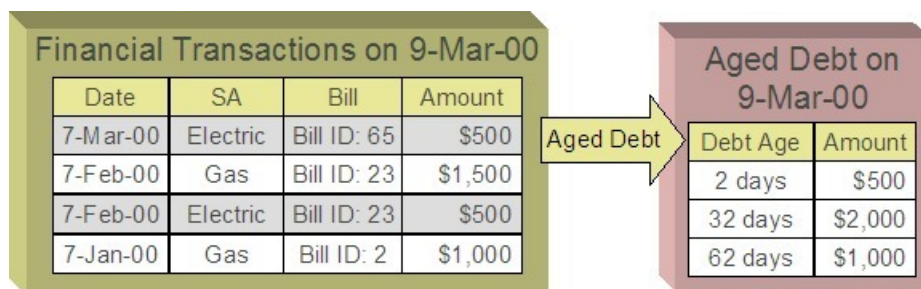 Financial Transactions on 9-Mar-00
Date SA Bill Amount
7-Mar-00 Electric Bill ID: 65 $500
7-Feb-00 Gas Bill ID: 23 $1,500
7-Feb-00 Electric Bill ID: 23 $500
7-Jan-00 Gas Bill ID: 2 $1,000
Aged Debt
Aged Debt on
9-Mar-00
Debt Age Amount
2 days $500
32 days $2,000
62 days $1,000